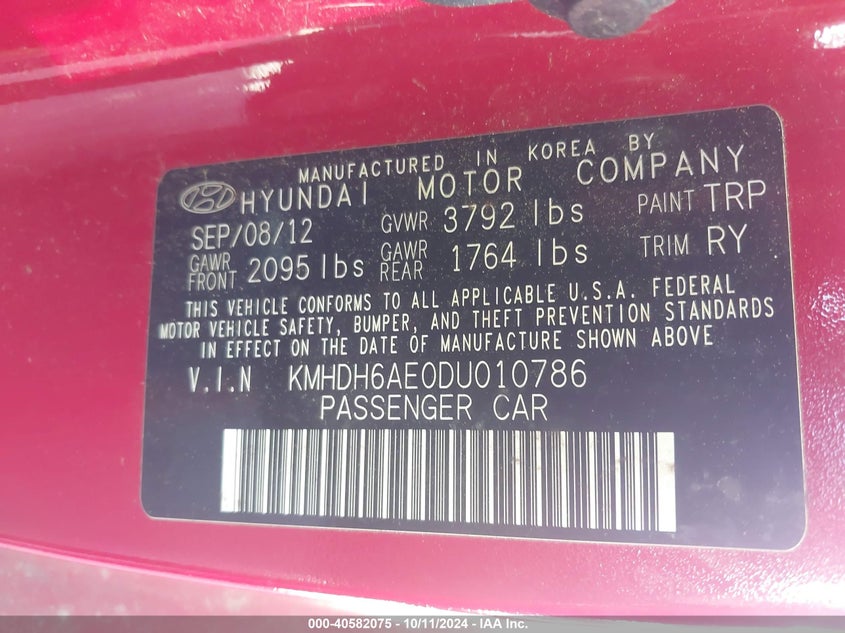 MANUFACTURED IN KOREA BY
HYUNDAI MOTOR COMPANY
SEP/08/12 GVWR 3792 lbs PAINT TRP
GAWR FRONT 2095 lbs GAWR REAR 1764 lbs TRIM RY
THIS VEHICLE CONFORMS TO ALL APPLICABLE U.S.A. FEDERAL
MOTOR VEHICLE SAFETY, BUMPER, AND THEFT PREVENTION STANDARDS
IN EFFECT ON THE DATE OF MANUFACTURE SHOWN ABOVE
V.I.N KMHDH6AE0DU010786
PASSENGER CAR
000-40582075 - 10/11/2024 - IAA Inc.